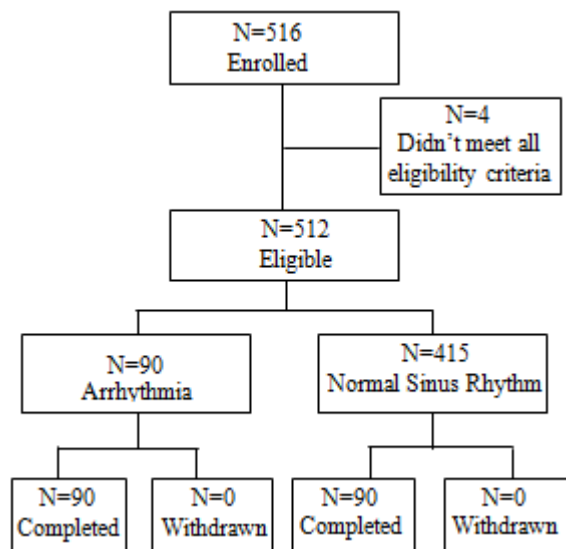 N=516
Enrolled
N=4
Didn't meet all
eligibility criteria
N=512
Eligible
N=90
Arrhythmia
N=415
Normal Sinus Rhythm
N=90
Completed
N=0
Withdrawn
N=90
Completed
N=0
Withdrawn